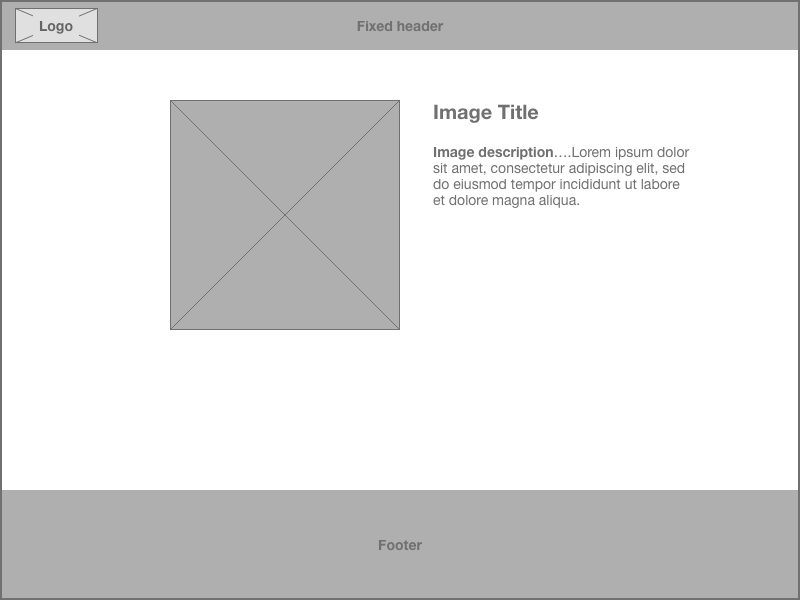 Logo
Fixed header
Image Title
Image description….Lorem ipsum dolor
sit amet, consectetur adipiscing elit, sed
do eiusmod tempor incididunt ut labore
et dolore magna aliqua.
Footer